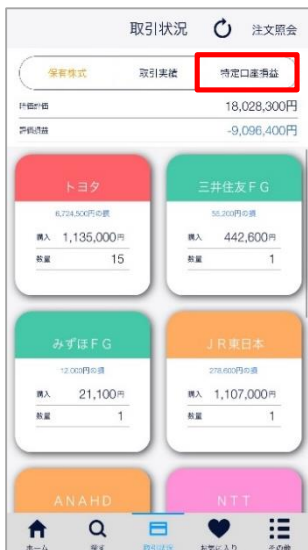 取引状況 注文照会
保有株式 取引実績 特定口座損益
時価評価 18,028,300円
評価損益 -9,096,400円
トヨタ 三井住友ＦＧ
6,724,500円の損 55,200円の損
購入 1,135,000円 購入 442,600円
数量 15 数量 1
みずほＦＧ ＪＲ東日本
12,000円の損 278,600円の損
購入 21,100円 購入 1,107,000円
数量 1 数量 1
ＡＮＡＨＤ ＮＴＴ
ホーム 探す 取引状況 お気に入り その他